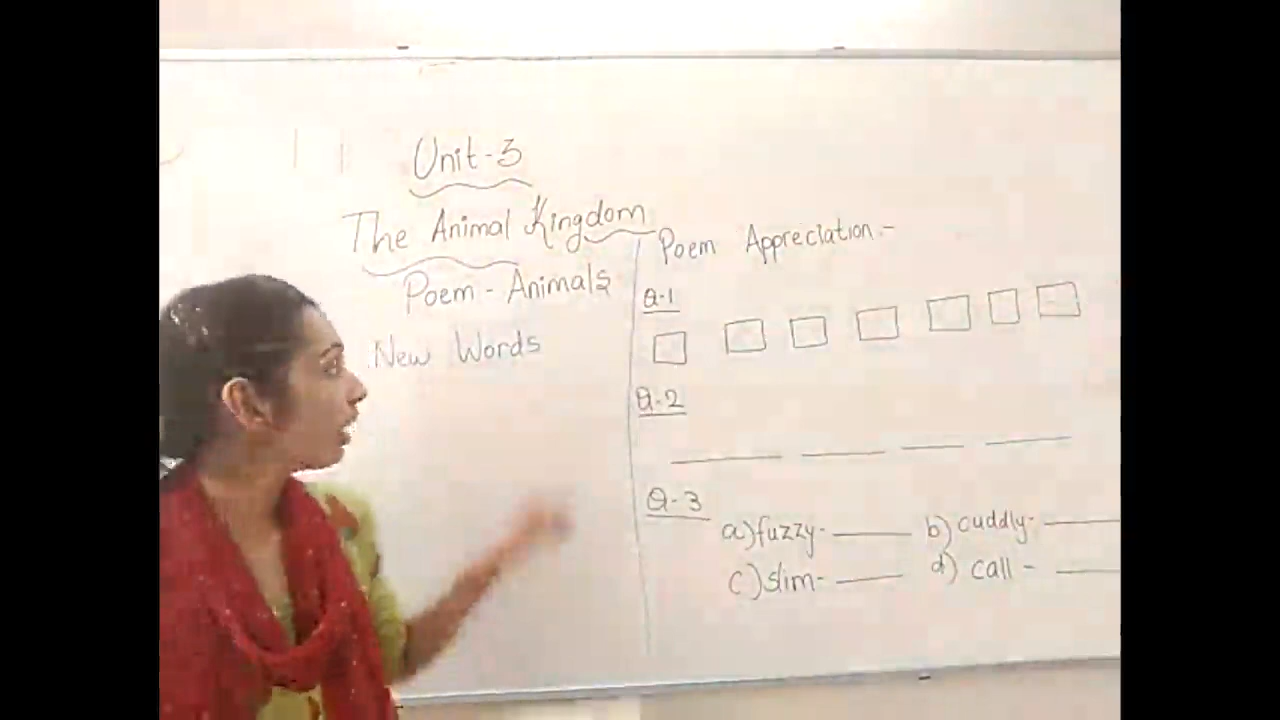 Unit-3
The Animal Kingdom
Poem - Animals
New Words
Poem Appreciation:-
Q-1
Q-2
Q-3
a) fuzzy- b) cuddly-
c) slim- d) call -